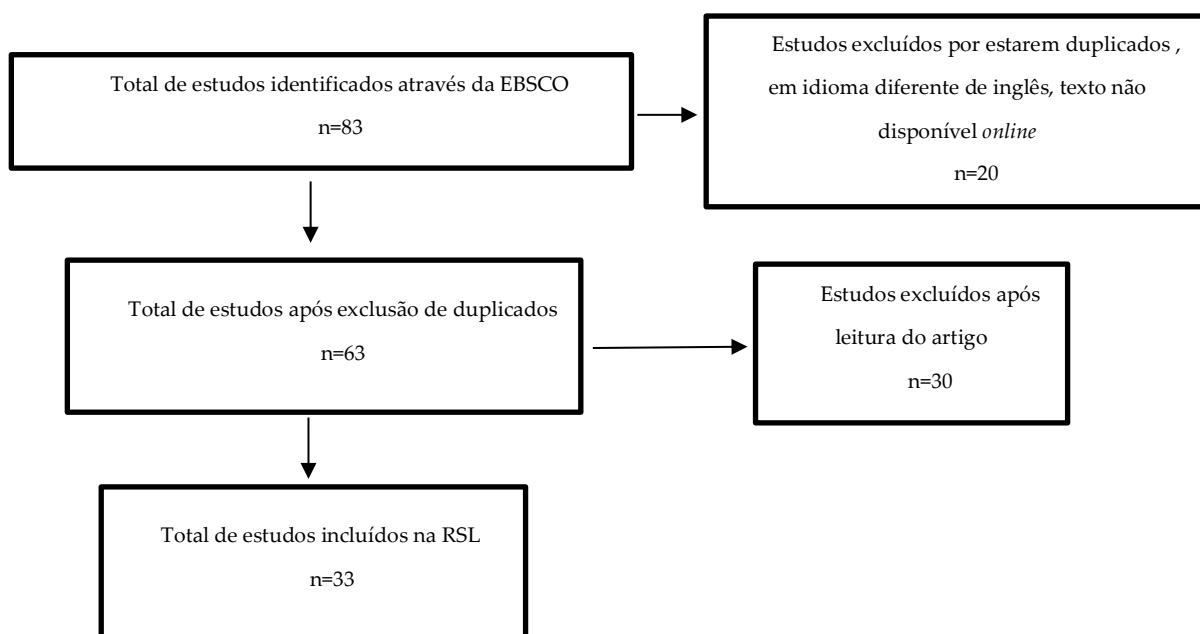 Total de estudos identificados através da EBSCO
n=83
Estudos excluídos por estarem duplicados ,
em idioma diferente de inglês, texto não
disponível online
n=20
Total de estudos após exclusão de duplicados
n=63
Estudos excluídos após
leitura do artigo
n=30
Total de estudos incluídos na RSL
n=33